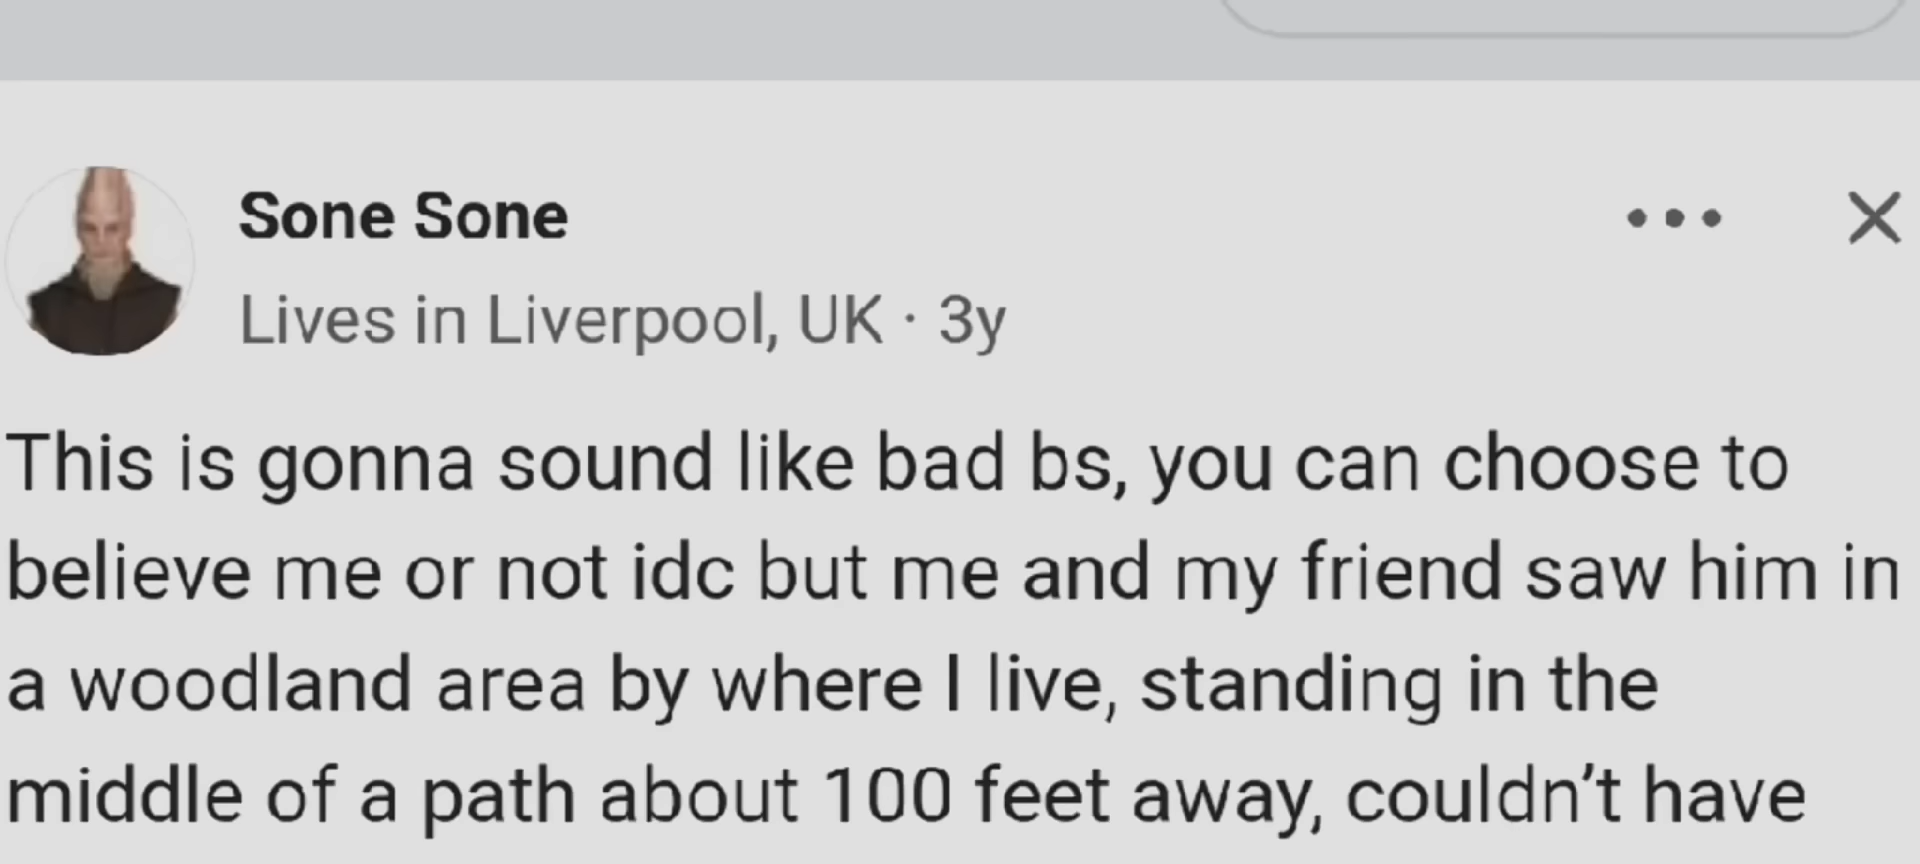 Sone Sone
Lives in Liverpool, UK · 3y
This is gonna sound like bad bs, you can choose to
believe me or not idc but me and my friend saw him in
a woodland area by where I live, standing in the
middle of a path about 100 feet away, couldn’t have